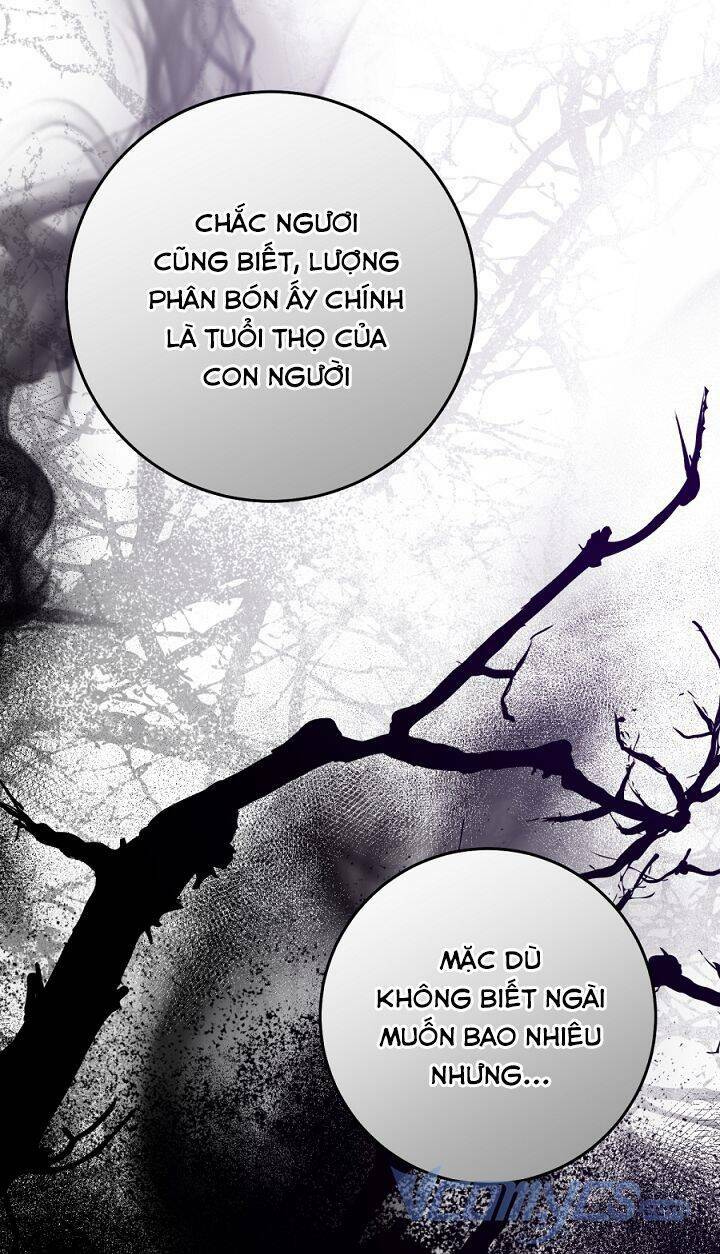 CHẮC NGƯƠI
CŨNG BIẾT, LƯỢNG
PHÂN BÓN ẤY CHÍNH
LÀ TUỔI THỌ CỦA
CON NGƯỜI
MẶC DÙ
KHÔNG BIẾT NGÀI
MUỐN BAO NHIÊU
NHƯNG...
VCOMYCS